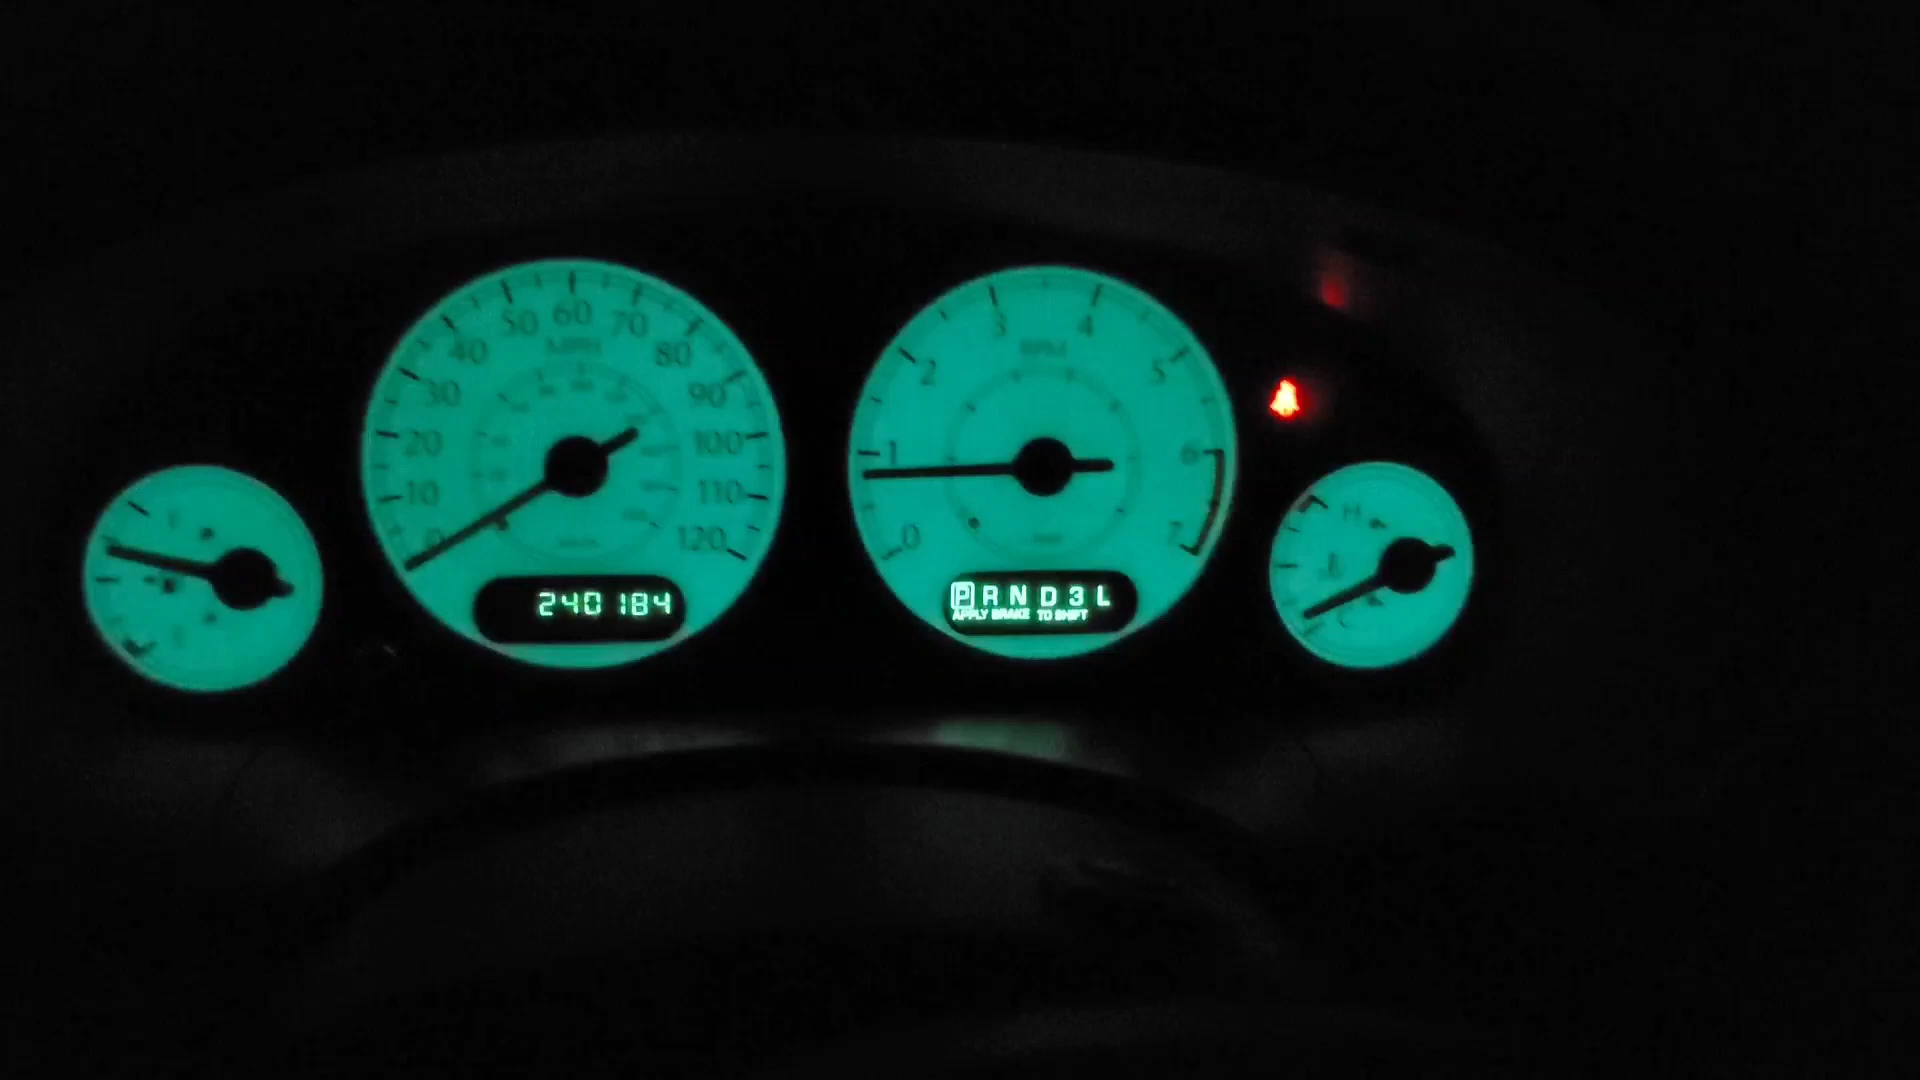 0 10 20 30 40 50 60 70 80 90 100 110 120
MPH
240184
0 1 2 3 4 5 6 7
RPM
P R N D 3 L
APPLY BRAKE TO SHIFT
H
C